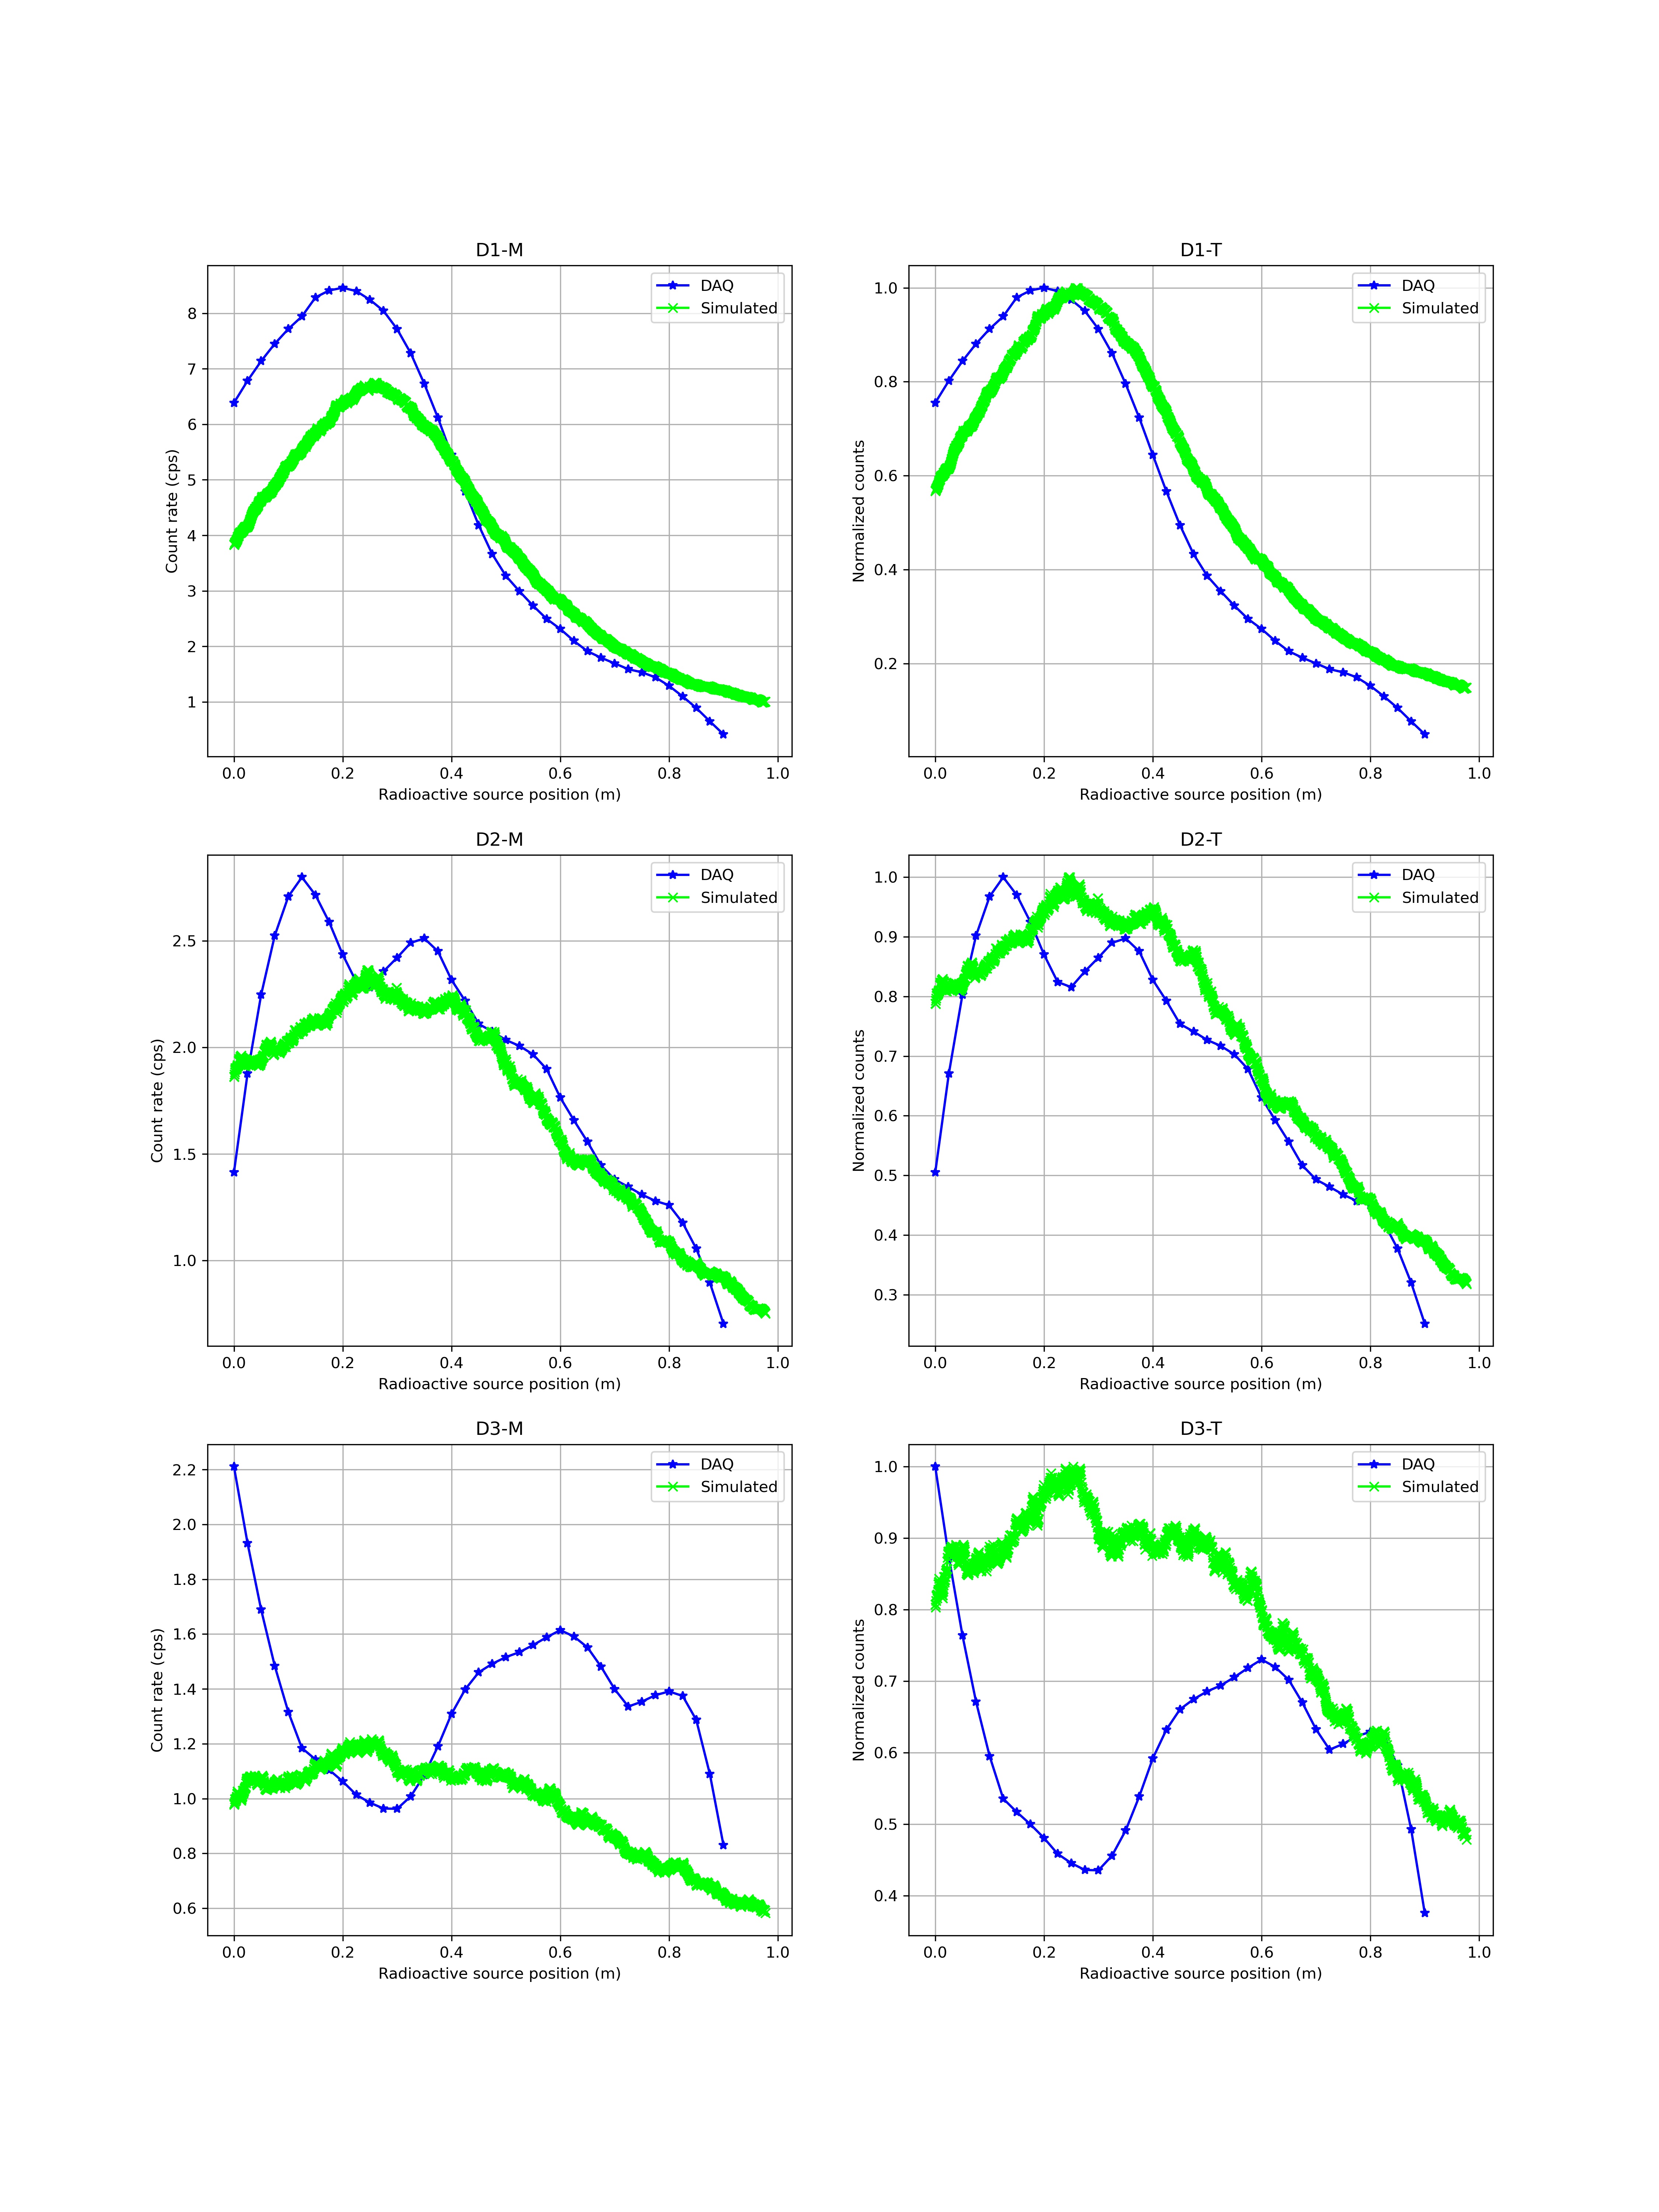 D1-M
DAQ
Simulated
8
7
6
5
4
3
2
1
Count rate (cps)
0.0 0.2 0.4 0.6 0.8 1.0
Radioactive source position (m)
D1-T
DAQ
Simulated
1.0
0.8
0.6
0.4
0.2
Normalized counts
0.0 0.2 0.4 0.6 0.8 1.0
Radioactive source position (m)
D2-M
DAQ
Simulated
2.5
2.0
1.5
1.0
Count rate (cps)
0.0 0.2 0.4 0.6 0.8 1.0
Radioactive source position (m)
D2-T
DAQ
Simulated
1.0
0.9
0.8
0.7
0.6
0.5
0.4
0.3
Normalized counts
0.0 0.2 0.4 0.6 0.8 1.0
Radioactive source position (m)
D3-M
DAQ
Simulated
2.2
2.0
1.8
1.6
1.4
1.2
1.0
0.8
0.6
Count rate (cps)
0.0 0.2 0.4 0.6 0.8 1.0
Radioactive source position (m)
D3-T
DAQ
Simulated
1.0
0.9
0.8
0.7
0.6
0.5
0.4
Normalized counts
0.0 0.2 0.4 0.6 0.8 1.0
Radioactive source position (m)